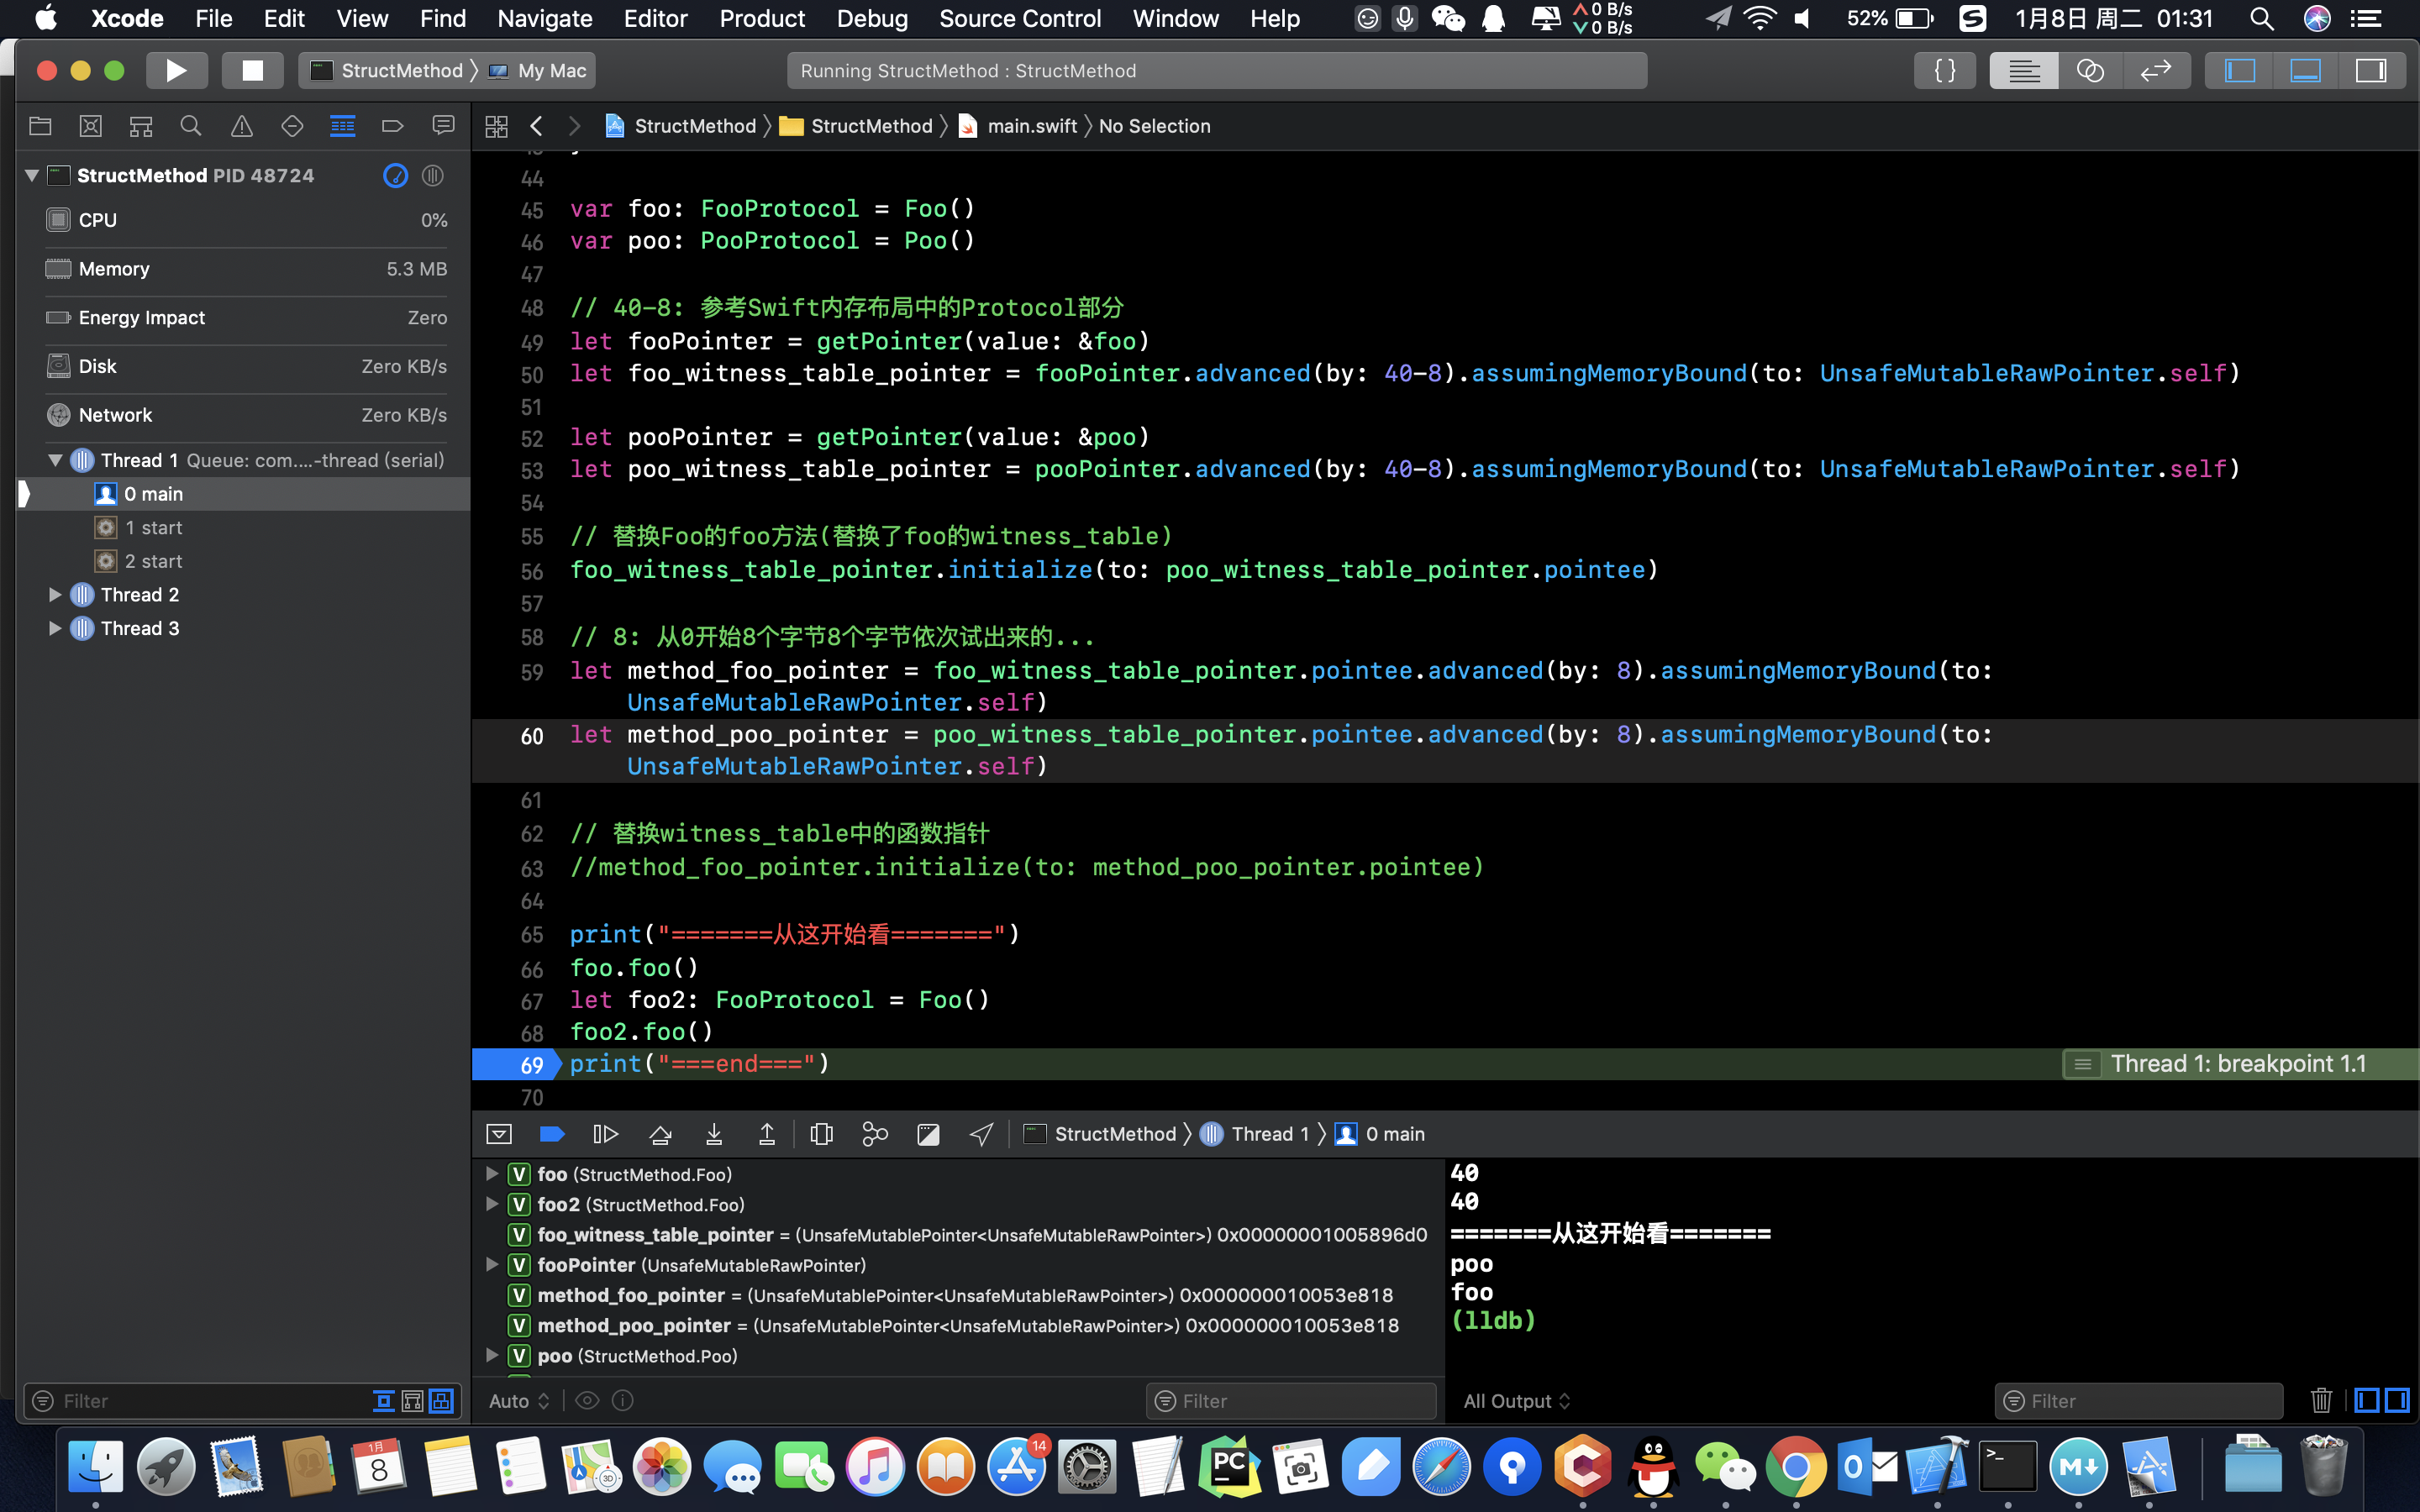 Xcode File Edit View Find Navigate Editor Product Debug Source Control Window Help 0 B/s 0 B/s 52% 1月8日 周二 01:31
StructMethod 〉 My Mac
Running StructMethod : StructMethod
StructMethod 〉 StructMethod 〉 main.swift 〉 No Selection
StructMethod PID 48724
CPU 0%
Memory 5.3 MB
Energy Impact Zero
Disk Zero KB/s
Network Zero KB/s
Thread 1 Queue: com....-thread (serial)
0 main
1 start
2 start
Thread 2
Thread 3
Filter
44
45 var foo: FooProtocol = Foo()
46 var poo: PooProtocol = Poo()
47
48 // 40-8: 参考Swift内存布局中的Protocol部分
49 let fooPointer = getPointer(value: &foo)
50 let foo_witness_table_pointer = fooPointer.advanced(by: 40-8).assumingMemoryBound(to: UnsafeMutableRawPointer.self)
51
52 let pooPointer = getPointer(value: &poo)
53 let poo_witness_table_pointer = pooPointer.advanced(by: 40-8).assumingMemoryBound(to: UnsafeMutableRawPointer.self)
54
55 // 替换Foo的foo方法(替换了foo的witness_table)
56 foo_witness_table_pointer.initialize(to: poo_witness_table_pointer.pointee)
57
58 // 8: 从0开始8个字节8个字节依次试出来的...
59 let method_foo_pointer = foo_witness_table_pointer.pointee.advanced(by: 8).assumingMemoryBound(to:
UnsafeMutableRawPointer.self)
60 let method_poo_pointer = poo_witness_table_pointer.pointee.advanced(by: 8).assumingMemoryBound(to:
UnsafeMutableRawPointer.self)
61
62 // 替换witness_table中的函数指针
63 //method_foo_pointer.initialize(to: method_poo_pointer.pointee)
64
65 print("=======从这开始看=======")
66 foo.foo()
67 let foo2: FooProtocol = Foo()
68 foo2.foo()
69 print("===end===") Thread 1: breakpoint 1.1
70
StructMethod 〉 Thread 1 〉 0 main
V foo (StructMethod.Foo)
V foo2 (StructMethod.Foo)
V foo_witness_table_pointer = (UnsafeMutablePointer<UnsafeMutableRawPointer>) 0x00000001005896d0
V fooPointer (UnsafeMutableRawPointer)
V method_foo_pointer = (UnsafeMutablePointer<UnsafeMutableRawPointer>) 0x000000010053e818
V method_poo_pointer = (UnsafeMutablePointer<UnsafeMutableRawPointer>) 0x000000010053e818
V poo (StructMethod.Poo)
Auto Filter
40
40
=======从这开始看=======
poo
foo
(lldb)
All Output Filter
1月
8
3D
14
PC
M↓